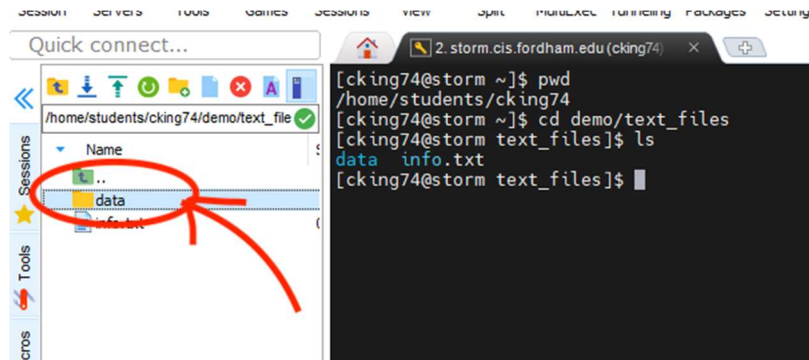 Session Servers Tools Games Sessions View Split MultiExec Tunneling Packages Settings
Quick connect...
2. storm.cis.fordham.edu (cking74)
/home/students/cking74/demo/text_file
Name
..
data
info.txt
Sessions
Tools
[cking74@storm ~]$ pwd
/home/students/cking74
[cking74@storm ~]$ cd demo/text_files
[cking74@storm text_files]$ ls
data info.txt
[cking74@storm text_files]$